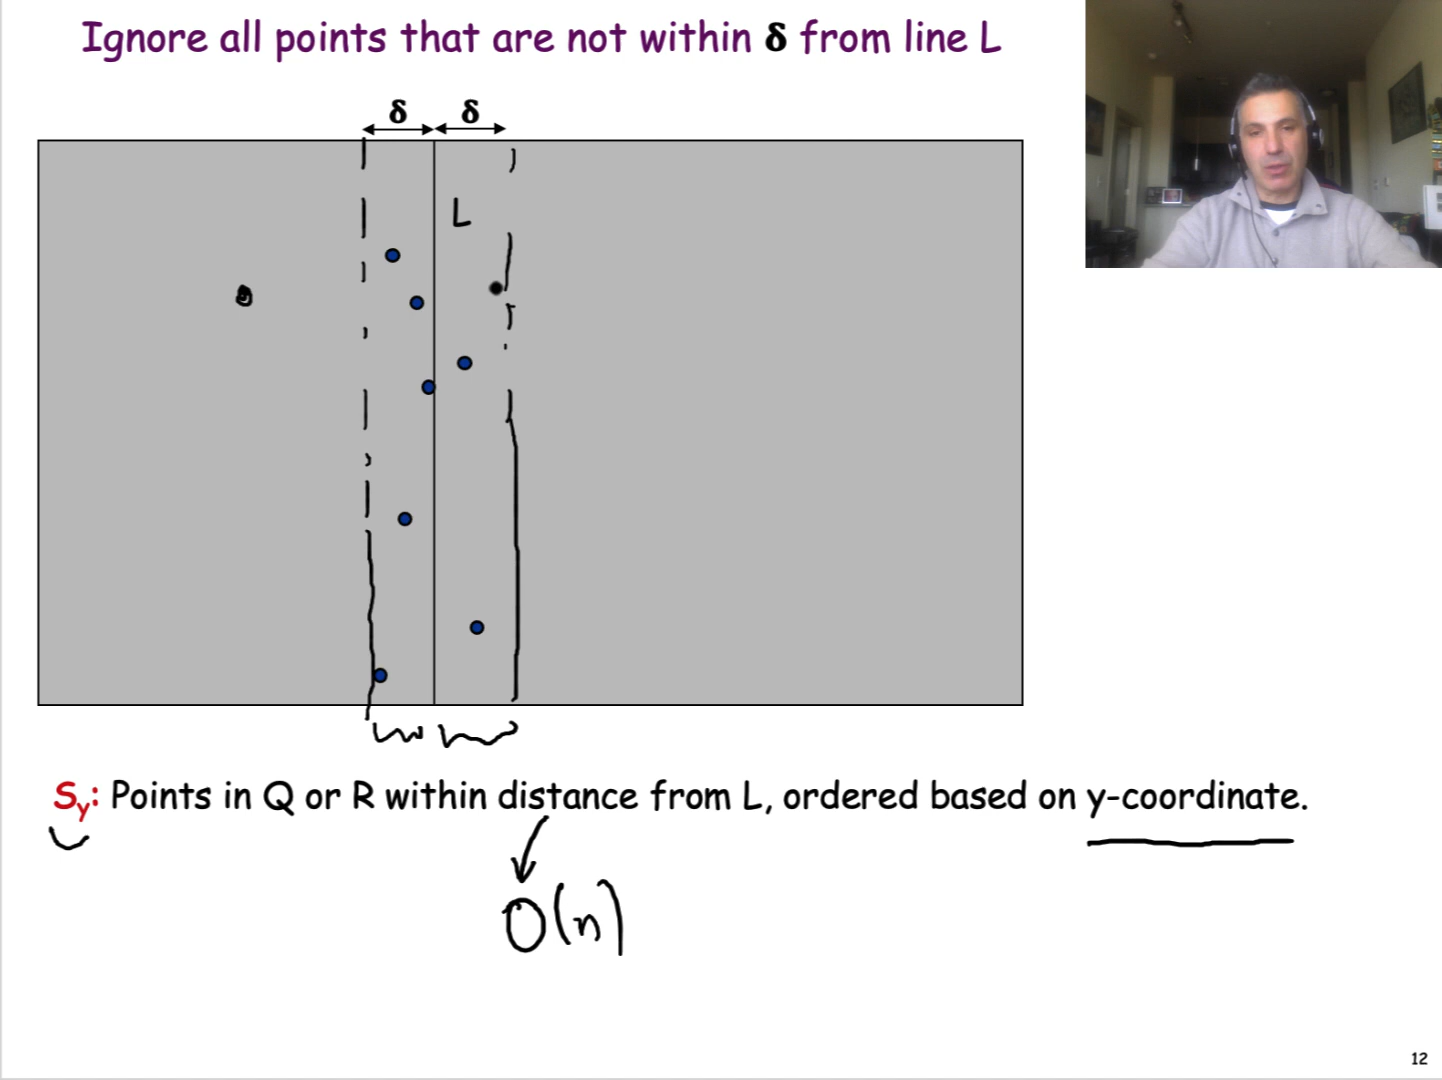 Ignore all points that are not within δ from line L
δ δ
L
Sy: Points in Q or R within distance from L, ordered based on y-coordinate.
O(n)
12